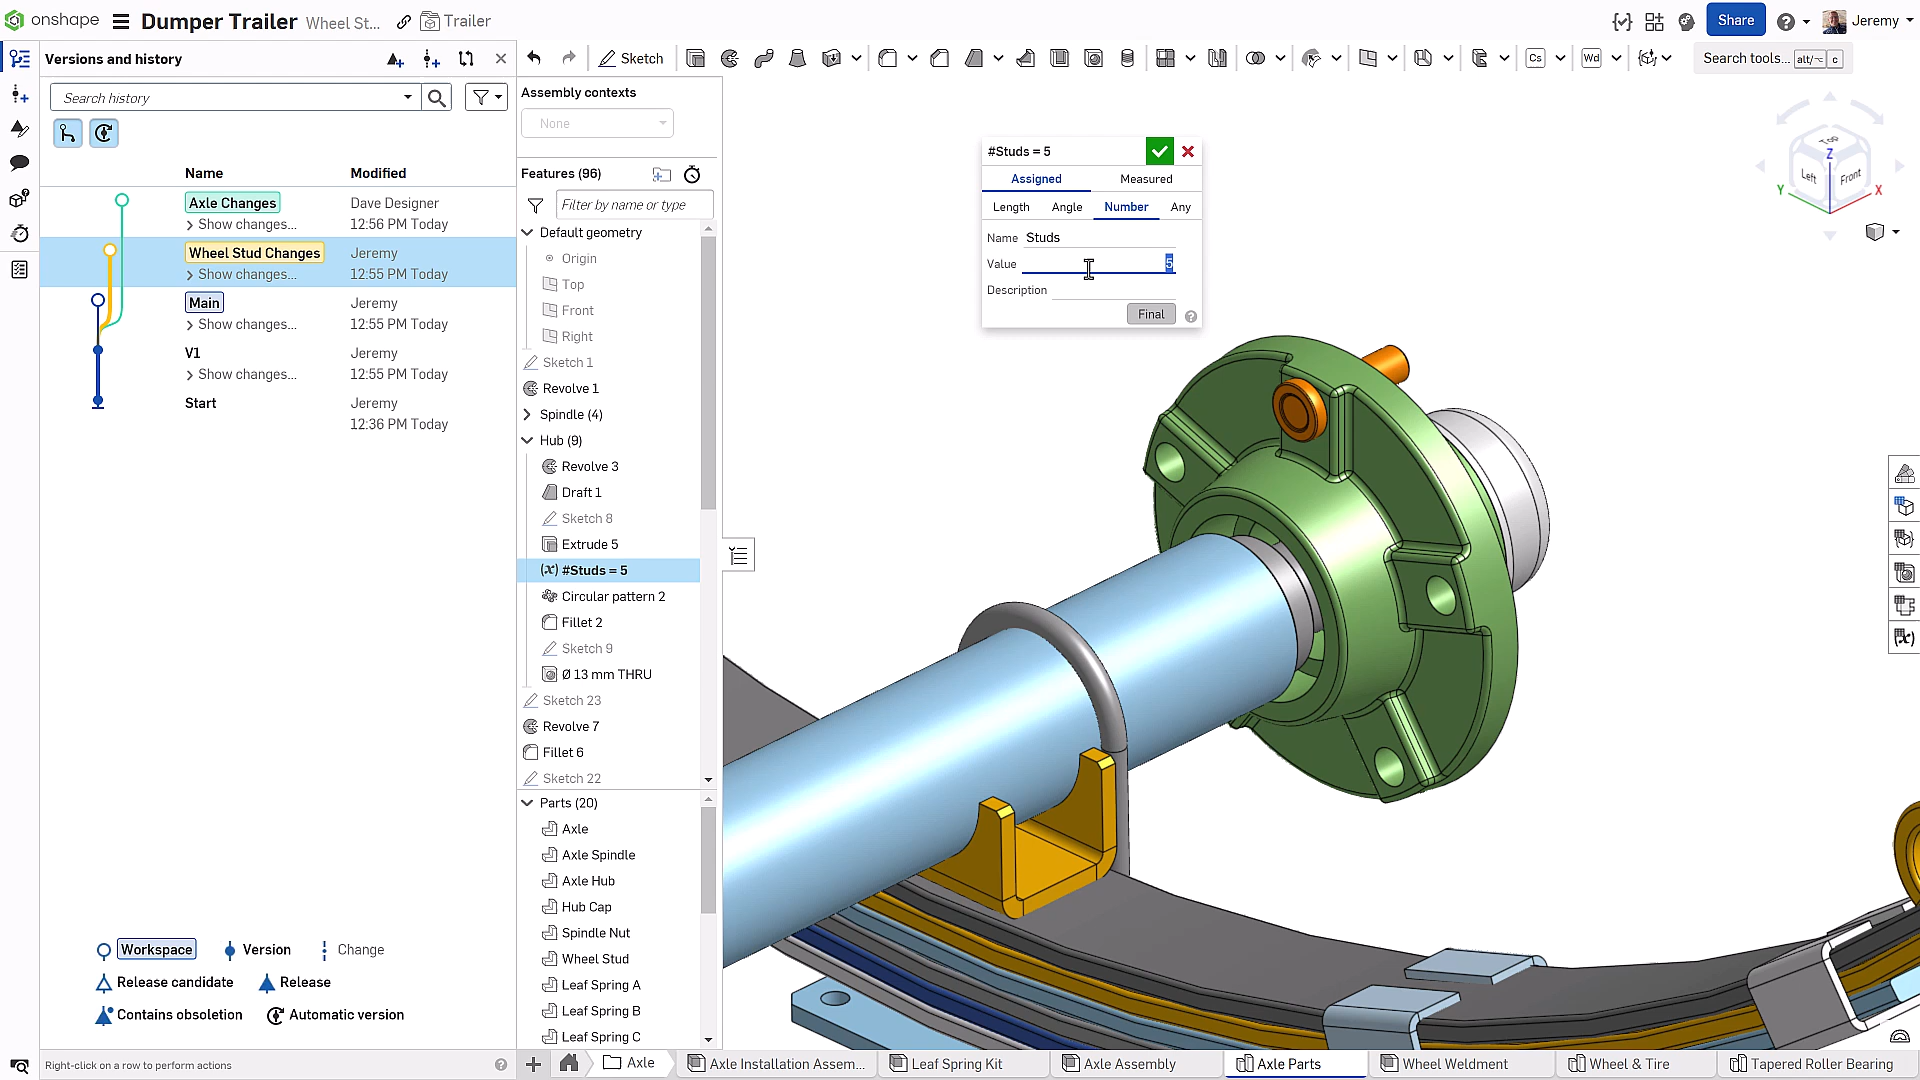 onshape Dumper Trailer Wheel St... Trailer Share Jeremy
Versions and history
Sketch
Cs
Wd
Search tools... alt/⌥ c
Search history
Name Modified
Axle Changes Dave Designer
Show changes... 12:56 PM Today
Wheel Stud Changes Jeremy
Show changes... 12:55 PM Today
Main Jeremy
Show changes... 12:55 PM Today
V1 Jeremy
Show changes... 12:55 PM Today
Start Jeremy
12:36 PM Today
Workspace Version Change
Release candidate Release
Contains obsoletion Automatic version
Right-click on a row to perform actions
Assembly contexts
None
Features (96)
Filter by name or type
Default geometry
Origin
Top
Front
Right
Sketch 1
Revolve 1
Spindle (4)
Hub (9)
Revolve 3
Draft 1
Sketch 8
Extrude 5
(x) #Studs = 5
Circular pattern 2
Fillet 2
Sketch 9
Ø 13 mm THRU
Sketch 23
Revolve 7
Fillet 6
Sketch 22
Parts (20)
Axle
Axle Spindle
Axle Hub
Hub Cap
Spindle Nut
Wheel Stud
Leaf Spring A
Leaf Spring B
Leaf Spring C
#Studs = 5
Assigned Measured
Length Angle Number Any
Name Studs
Value 5
Description
Final
Top
Left
Front
Z
Y
X
(x)
Axle Axle Installation Assem... Leaf Spring Kit Axle Assembly Axle Parts Wheel Weldment Wheel & Tire Tapered Roller Bearing